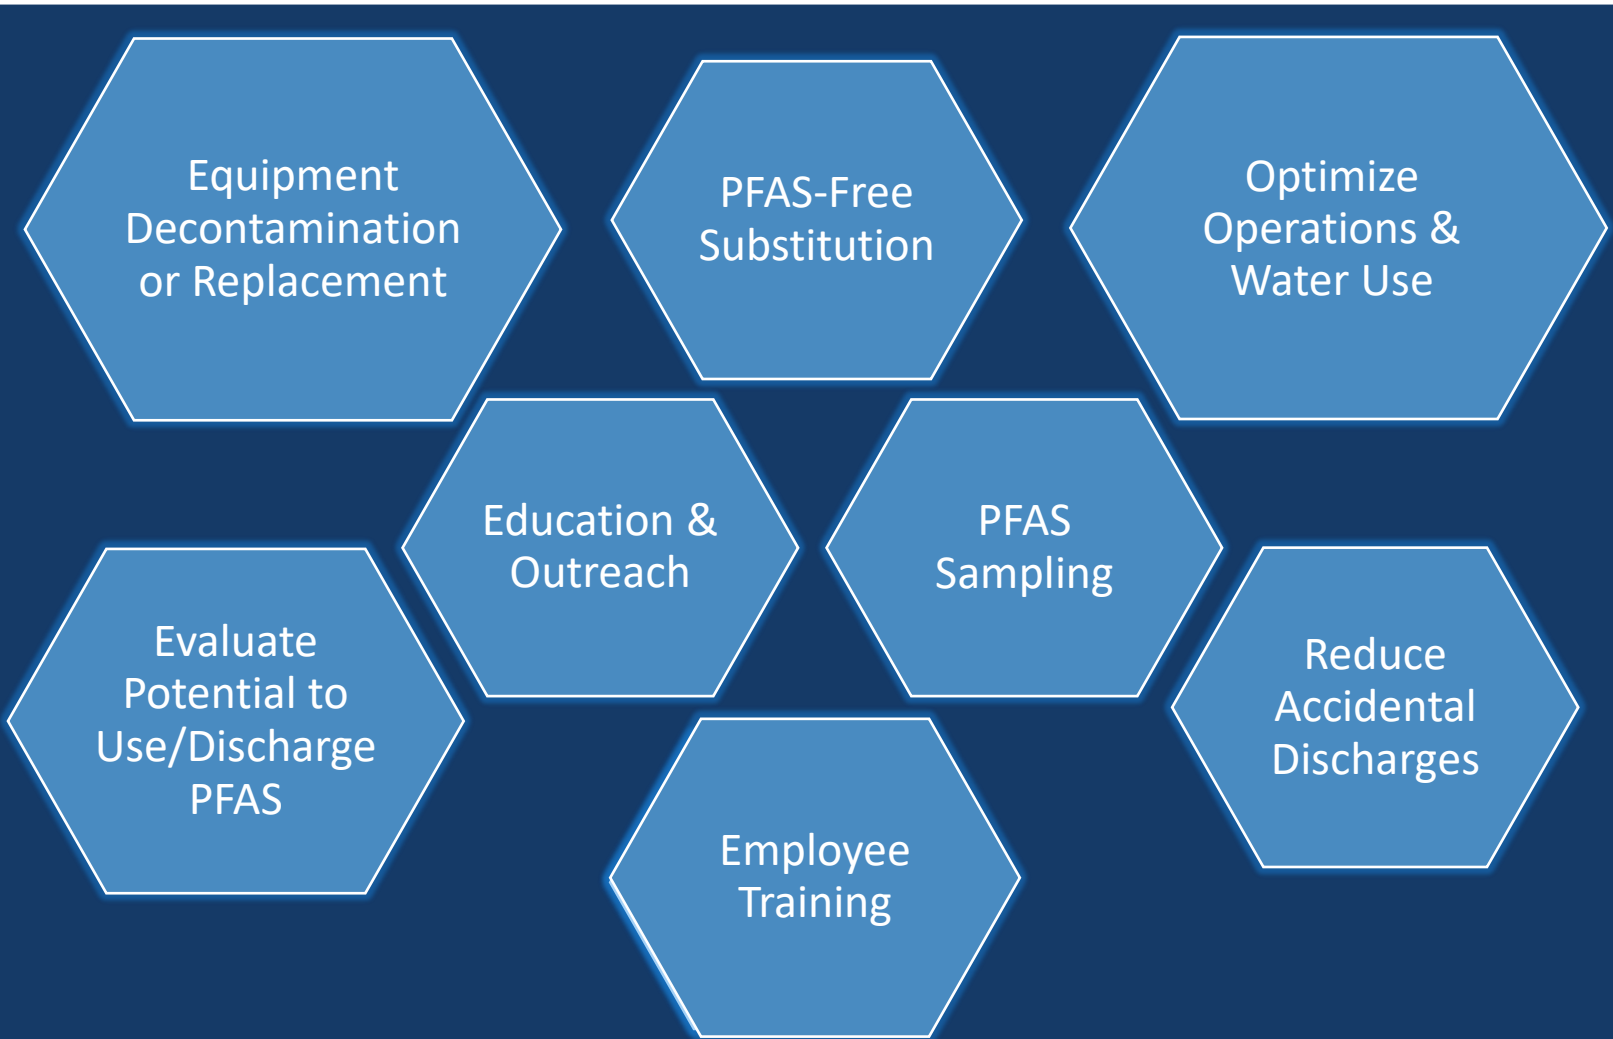 Equipment
Decontamination
or Replacement
PFAS-Free
Substitution
Optimize
Operations &
Water Use
Education &
Outreach
PFAS
Sampling
Evaluate
Potential to
Use/Discharge
PFAS
Reduce
Accidental
Discharges
Employee
Training